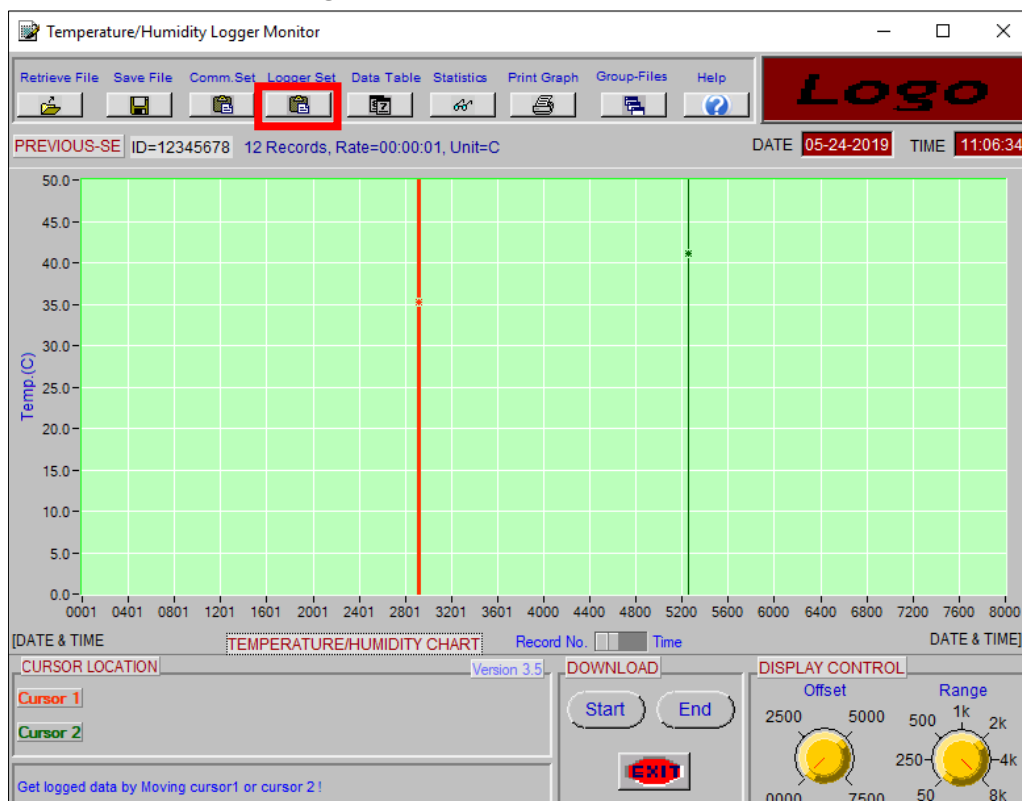 Temperature/Humidity Logger Monitor
Retrieve File Save File Comm.Set Logger Set Data Table Statistics Print Graph Group-Files Help
Logo
PREVIOUS-SE ID=12345678 12 Records, Rate=00:00:01, Unit=C DATE 05-24-2019 TIME 11:06:34
50.0
45.0
40.0
35.0
30.0
25.0
20.0
15.0
10.0
5.0
0.0
Temp.(C)
0001 0401 0801 1201 1601 2001 2401 2801 3201 3601 4000 4400 4800 5200 5600 6000 6400 6800 7200 7600 8000
[DATE & TIME TEMPERATURE/HUMIDITY CHART Record No. Time DATE & TIME]
CURSOR LOCATION Version 3.5
Cursor 1
Cursor 2
Get logged data by Moving cursor1 or cursor 2 !
DOWNLOAD
Start End
EXIT
DISPLAY CONTROL
Offset Range
2500 5000 500 1k 2k
250 4k
0000 7500 50 8k